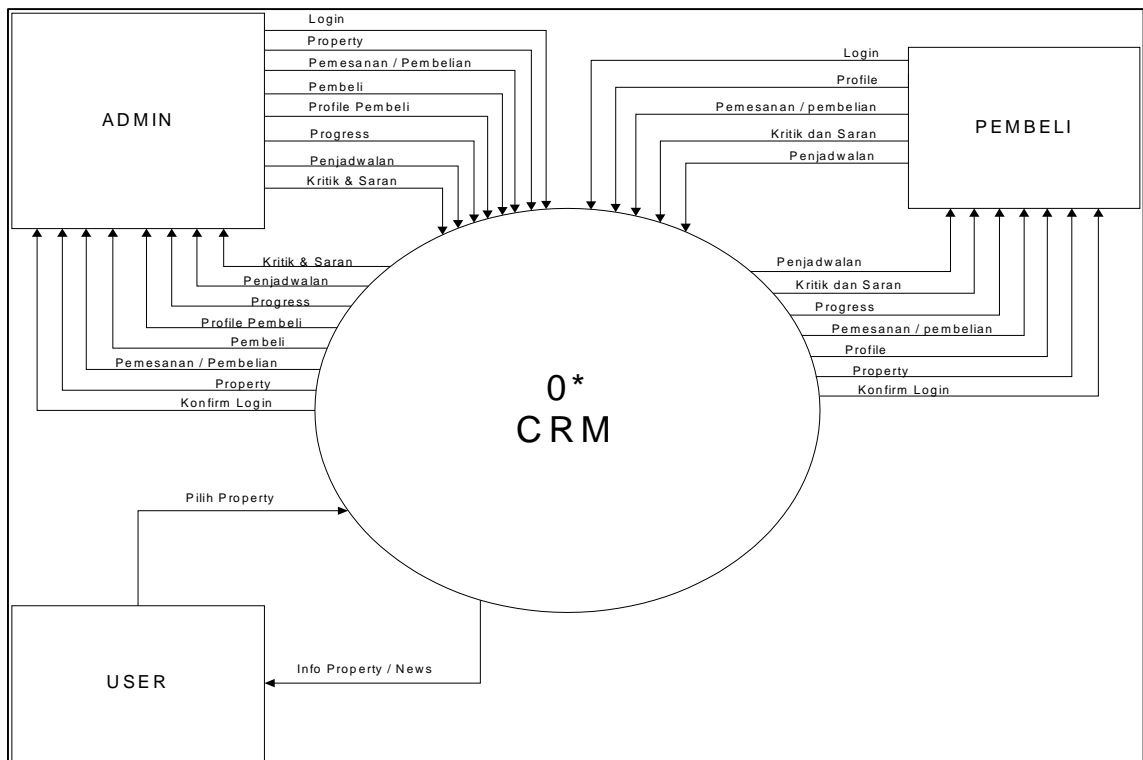 Login
Property
Pemesanan / Pembelian
Pembeli
Profile Pembeli
Progress
Penjadwalan
Kritik & Saran
ADMIN
Login
Profile
Pemesanan / pembelian
Kritik dan Saran
Penjadwalan
PEMBELI
Kritik & Saran
Penjadwalan
Progress
Profile Pembeli
Pembeli
Pemesanan / Pembelian
Property
Konfirm Login
Penjadwalan
Kritik dan Saran
Progress
Pemesanan / pembelian
Profile
Property
Konfirm Login
0*
CRM
Pilih Property
USER
Info Property / News